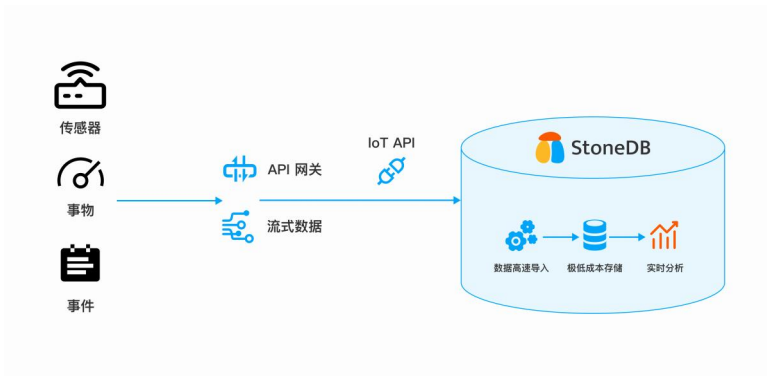 传感器
事物
事件
API 网关
流式数据
IoT API
StoneDB
数据高速导入
极低成本存储
实时分析